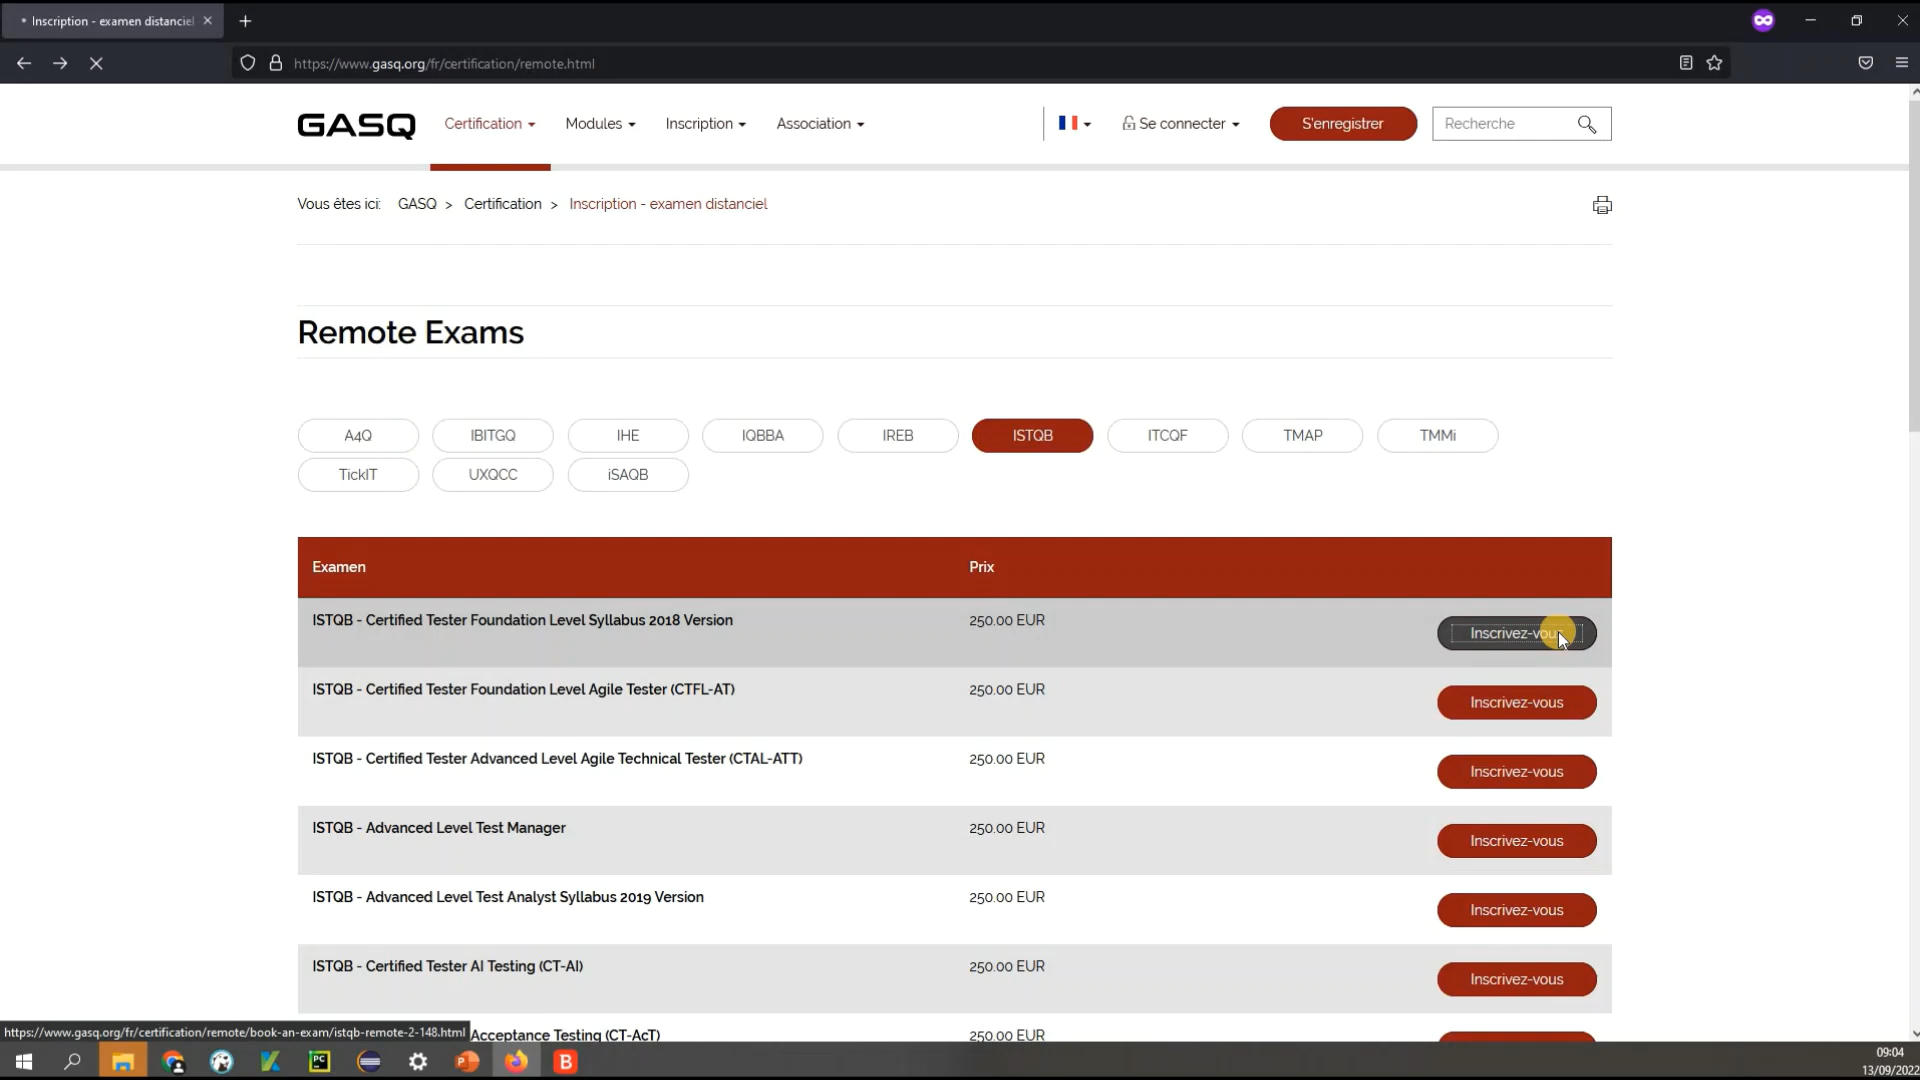 Inscription - examen distanciel
https://www.gasq.org/fr/certification/remote.html
GASQ
Certification
Modules
Inscription
Association
Se connecter
S'enregistrer
Recherche
Vous êtes ici: GASQ > Certification > Inscription - examen distanciel
Remote Exams
A4Q
IBITGQ
IHE
IQBBA
IREB
ISTQB
ITCQF
TMAP
TMMi
TickIT
UXQCC
iSAQB
Examen Prix
ISTQB - Certified Tester Foundation Level Syllabus 2018 Version 250.00 EUR Inscrivez-vous
ISTQB - Certified Tester Foundation Level Agile Tester (CTFL-AT) 250.00 EUR Inscrivez-vous
ISTQB - Certified Tester Advanced Level Agile Technical Tester (CTAL-ATT) 250.00 EUR Inscrivez-vous
ISTQB - Advanced Level Test Manager 250.00 EUR Inscrivez-vous
ISTQB - Advanced Level Test Analyst Syllabus 2019 Version 250.00 EUR Inscrivez-vous
ISTQB - Certified Tester AI Testing (CT-AI) 250.00 EUR Inscrivez-vous
https://www.gasq.org/fr/certification/remote/book-an-exam/istqb-remote-2-148.html
Acceptance Testing (CT-AcT) 250.00 EUR
PC
P
B
09:04
13/09/2022